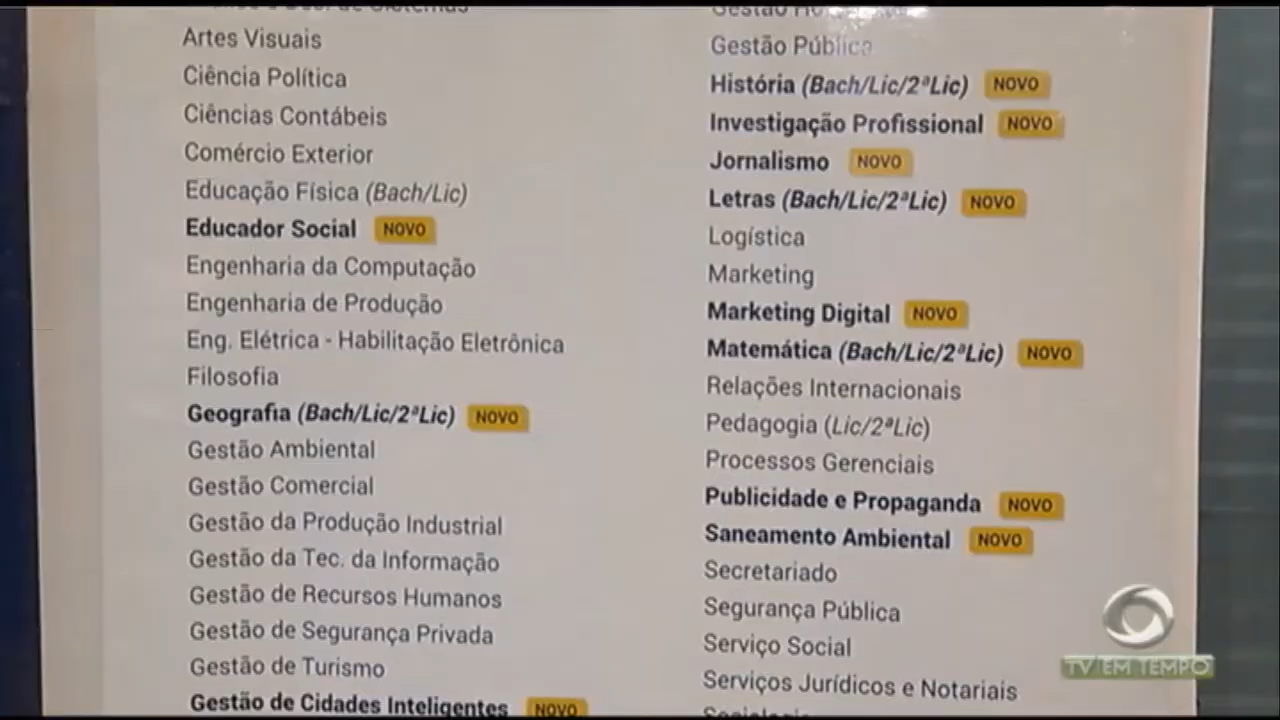 Artes Visuais
Ciência Política
Ciências Contábeis
Comércio Exterior
Educação Física (Bach/Lic)
Educador Social NOVO
Engenharia da Computação
Engenharia de Produção
Eng. Elétrica - Habilitação Eletrônica
Filosofia
Geografia (Bach/Lic/2ªLic) NOVO
Gestão Ambiental
Gestão Comercial
Gestão da Produção Industrial
Gestão da Tec. da Informação
Gestão de Recursos Humanos
Gestão de Segurança Privada
Gestão de Turismo
Gestão de Cidades Inteligentes NOVO
Gestão Pública
História (Bach/Lic/2ªLic) NOVO
Investigação Profissional NOVO
Jornalismo NOVO
Letras (Bach/Lic/2ªLic) NOVO
Logística
Marketing
Marketing Digital NOVO
Matemática (Bach/Lic/2ªLic) NOVO
Relações Internacionais
Pedagogia (Lic/2ªLic)
Processos Gerenciais
Publicidade e Propaganda NOVO
Saneamento Ambiental NOVO
Secretariado
Segurança Pública
Serviço Social
Serviços Jurídicos e Notariais
TV EM TEMPO